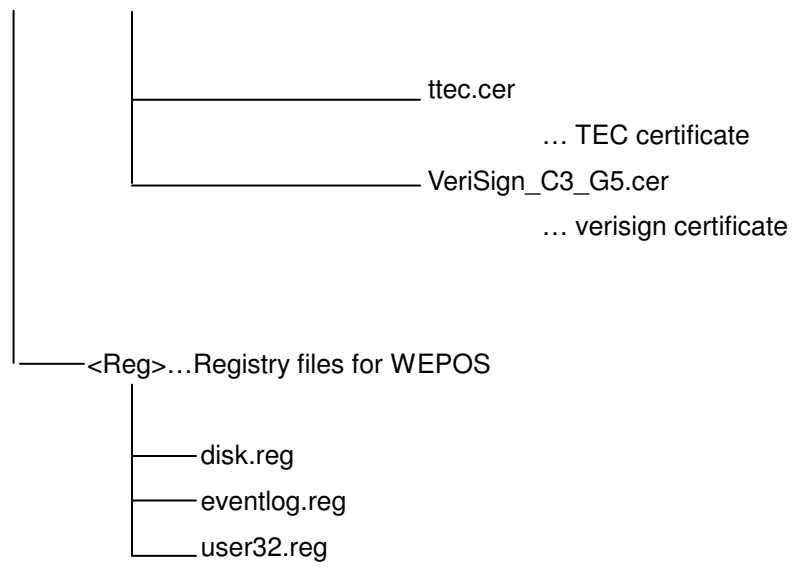 ttec.cer
… TEC certificate
VeriSign_C3_G5.cer
… verisign certificate
<Reg>…Registry files for WEPOS
disk.reg
eventlog.reg
user32.reg